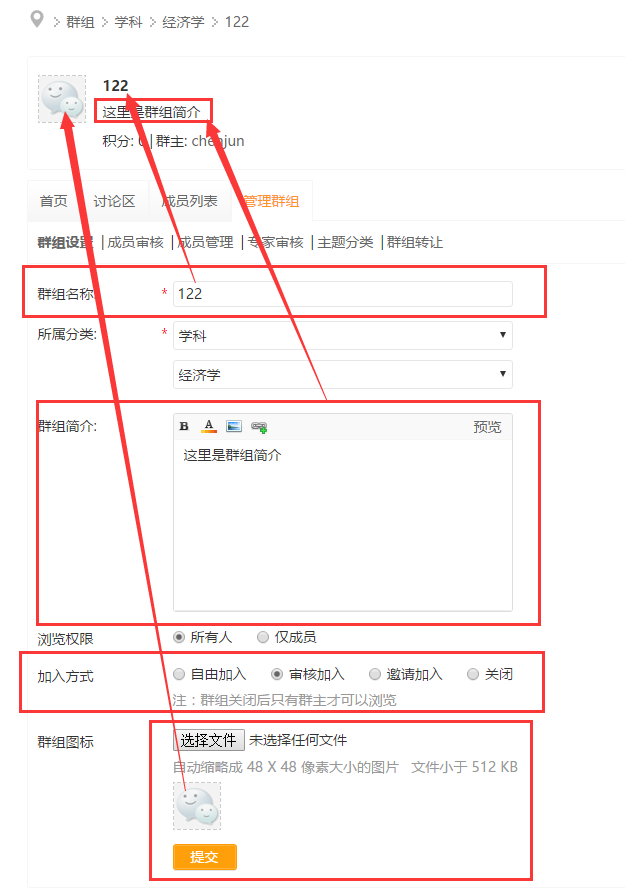 群组 > 学科 > 经济学 > 122
122
这里是群组简介
积分: 0 | 群主: chenjun
首页 讨论区 成员列表 管理群组
群组设置 | 成员审核 | 成员管理 | 专家审核 | 主题分类 | 群组转让
群组名称: * 122
所属分类: * 学科
经济学
群组简介: B A 预览
这里是群组简介
浏览权限 所有人 仅成员
加入方式 自由加入 审核加入 邀请加入 关闭
注：群组关闭后只有群主才可以浏览
群组图标 选择文件 未选择任何文件
自动缩略成 48 X 48 像素大小的图片 文件小于 512 KB
提交